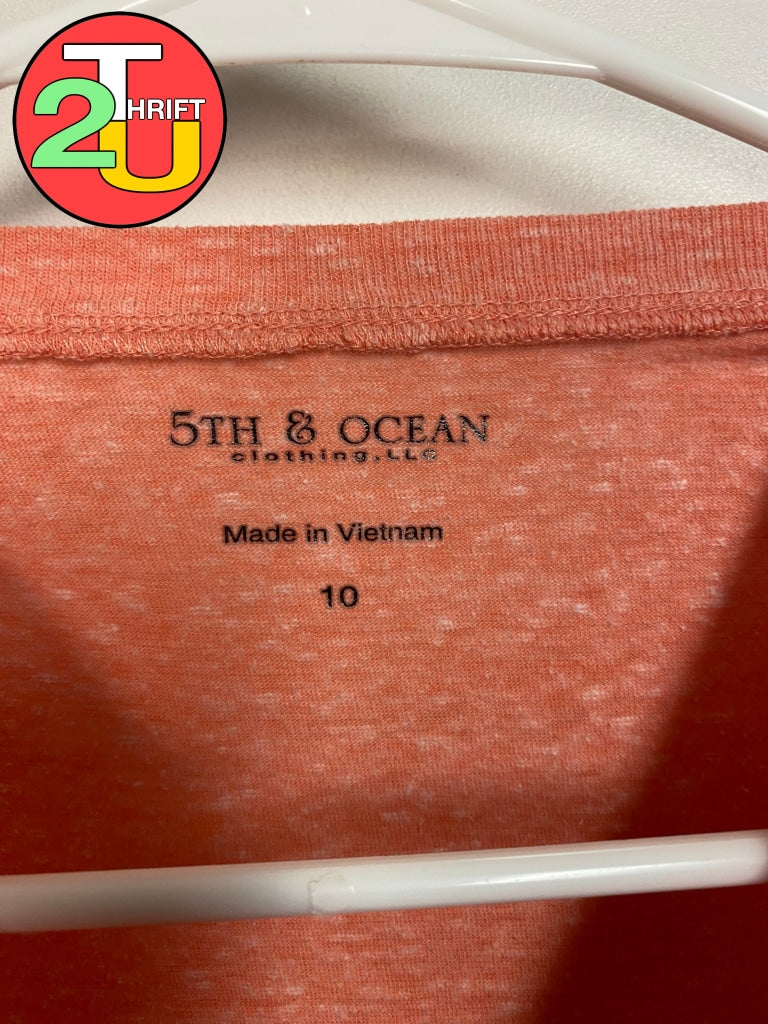 2
T
HRIFT
U
5TH & OCEAN
clothing, LLC
Made in Vietnam
10